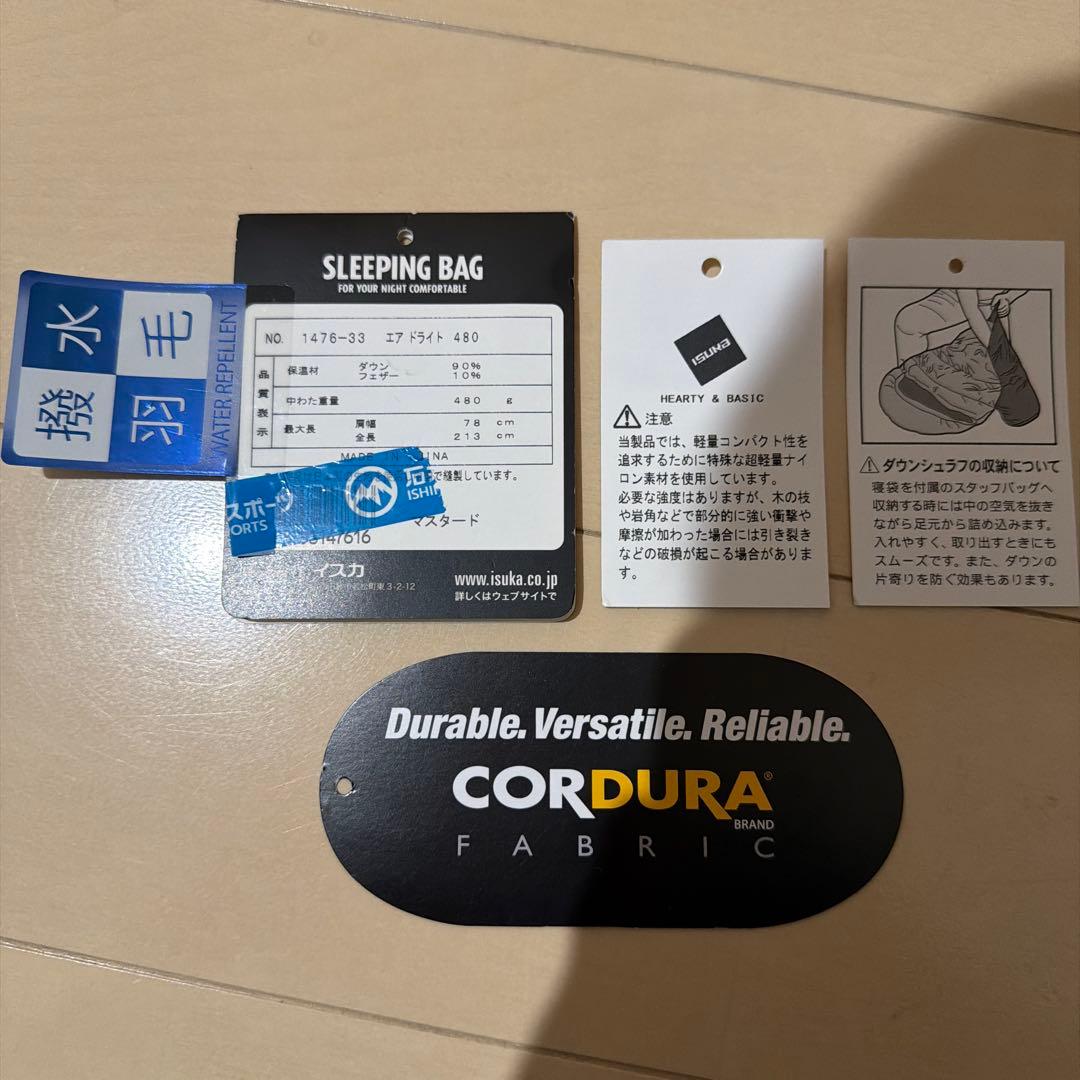 撥水
羽毛
WATER REPELLENT
SLEEPING BAG
FOR YOUR NIGHT COMFORTABLE
NO. 1476-33 エア ドライト 480
品質表示
保温材 ダウン 90%
フェザー 10%
中わた重量 480 g
最大長 肩幅 78 cm
全長 213 cm
MADE IN CHINA
で縫製しています。
スポーツ
ORTS
石
ISHII
マスタード
147616
イスカ
松町東3-2-12
www.isuka.co.jp
詳しくはウェブサイトで
ISUKA
HEARTY & BASIC
注意
当製品では、軽量コンパクト性を
追求するために特殊な超軽量ナイ
ロン素材を使用しています。
必要な強度はありますが、木の枝
や岩角などで部分的に強い衝撃や
摩擦が加わった場合には引き裂き
などの破損が起こる場合がありま
す。
ダウンシュラフの収納について
寝袋を付属のスタッフバッグへ
収納する時には中の空気を抜き
ながら足元から詰め込みます。
入れやすく、取り出すときにも
スムーズです。また、ダウンの
片寄りを防ぐ効果もあります。
Durable. Versatile. Reliable.
CORDURA®
BRAND
FABRIC